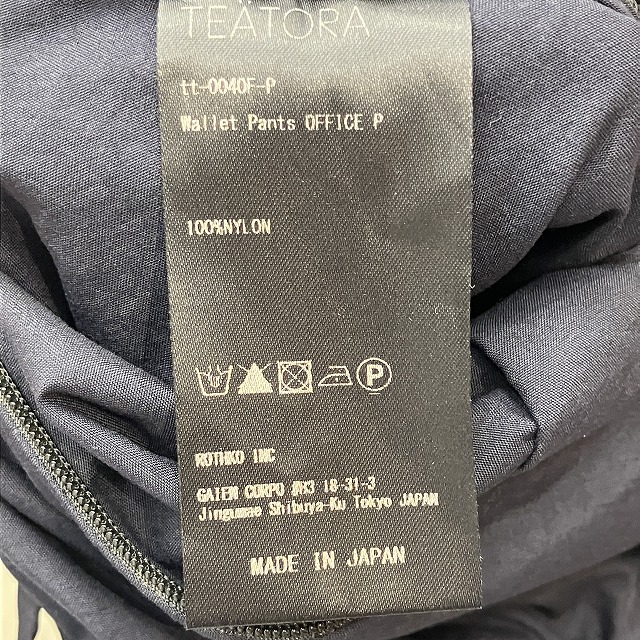 TEÄTORA
tt-0040F-P
Wallet Pants OFFICE P
100%NYLON
P
ROTHKO INC
GAIEN CORPO #R3 18-31-3
Jingumae Shibuya-Ku Tokyo JAPAN
MADE IN JAPAN